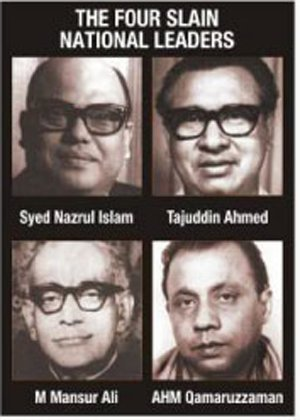 THE FOUR SLAIN
NATIONAL LEADERS
Syed Nazrul Islam
Tajuddin Ahmed
M Mansur Ali
AHM Qamaruzzaman